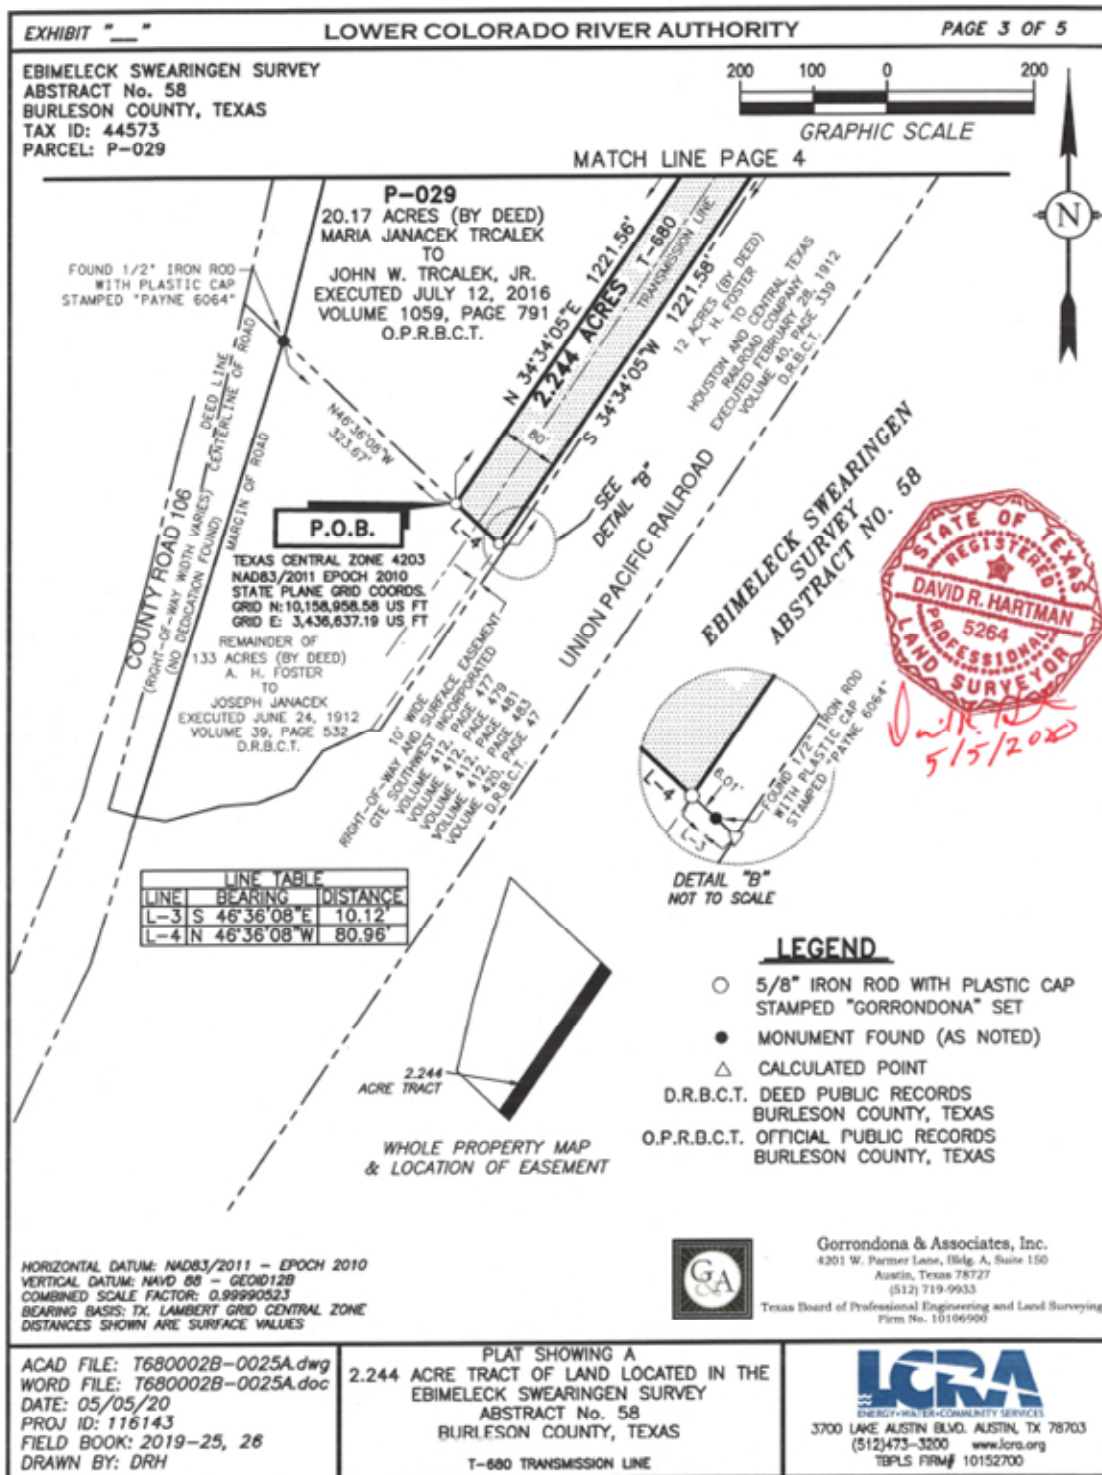 EXHIBIT "__"
LOWER COLORADO RIVER AUTHORITY
PAGE 3 OF 5
EBIMELECK SWEARINGEN SURVEY
ABSTRACT No. 58
BURLESON COUNTY, TEXAS
TAX ID: 44573
PARCEL: P-029
200 100 0 200
GRAPHIC SCALE
MATCH LINE PAGE 4
N
P-029
20.17 ACRES (BY DEED)
MARIA JANACEK TRCALEK
TO
JOHN W. TRCALEK, JR.
EXECUTED JULY 12, 2016
VOLUME 1059, PAGE 791
O.P.R.B.C.T.
FOUND 1/2" IRON ROD
WITH PLASTIC CAP
STAMPED "PAYNE 6064"
N 34°34'05"E 1221.56'
2.244 ACRES
T-680
TRANSMISSION LINE
80'
S 34°34'05"W 1221.58'
12 ACRES (BY DEED)
A. H. FOSTER
TO
HOUSTON AND CENTRAL TEXAS
RAILROAD COMPANY
EXECUTED FEBRUARY 28, 1912
VOLUME 40, PAGE 339
D.R.B.C.T.
N46°36'08"W
323.67'
DEED LINE
CENTERLINE OF ROAD
MARGIN OF ROAD
COUNTY ROAD 106
(RIGHT-OF-WAY WIDTH VARIES)
(NO DEDICATION FOUND)
P.O.B.
L-4
SEE
DETAIL "B"
TEXAS CENTRAL ZONE 4203
NAD83/2011 EPOCH 2010
STATE PLANE GRID COORDS.
GRID N: 10,158,958.58 US FT
GRID E: 3,436,637.19 US FT
REMAINDER OF
133 ACRES (BY DEED)
A. H. FOSTER
TO
JOSEPH JANACEK
EXECUTED JUNE 24, 1912
VOLUME 39, PAGE 532
D.R.B.C.T.
10' WIDE
RIGHT-OF-WAY AND SURFACE EASEMENT
GTE SOUTHWEST INCORPORATED
VOLUME 412, PAGE 477
VOLUME 412, PAGE 479
VOLUME 412, PAGE 481
VOLUME 412, PAGE 483
VOLUME 420, PAGE 47
D.R.B.C.T.
UNION PACIFIC RAILROAD
EBIMELECK SWEARINGEN
SURVEY
ABSTRACT NO. 58
STATE OF TEXAS
REGISTERED
DAVID R. HARTMAN
5264
PROFESSIONAL
LAND SURVEYOR
5/5/2020
L-4
6.01'
L-3
FOUND 1/2" IRON ROD
WITH PLASTIC CAP
STAMPED "PAYNE 6064"
DETAIL "B"
NOT TO SCALE
LINE TABLE
LINE BEARING DISTANCE
L-3 S 46°36'08"E 10.12'
L-4 N 46°36'08"W 80.96'
2.244
ACRE TRACT
WHOLE PROPERTY MAP
& LOCATION OF EASEMENT
LEGEND
5/8" IRON ROD WITH PLASTIC CAP
STAMPED "GORRONDONA" SET
MONUMENT FOUND (AS NOTED)
CALCULATED POINT
D.R.B.C.T. DEED PUBLIC RECORDS
BURLESON COUNTY, TEXAS
O.P.R.B.C.T. OFFICIAL PUBLIC RECORDS
BURLESON COUNTY, TEXAS
HORIZONTAL DATUM: NAD83/2011 - EPOCH 2010
VERTICAL DATUM: NAVD 88 - GEOID12B
COMBINED SCALE FACTOR: 0.99990523
BEARING BASIS: TX. LAMBERT GRID CENTRAL ZONE
DISTANCES SHOWN ARE SURFACE VALUES
G&A
Gorrondona & Associates, Inc.
4201 W. Parmer Lane, Bldg. A, Suite 150
Austin, Texas 78727
(512) 719-9933
Texas Board of Professional Engineering and Land Surveying
Firm No. 10106900
ACAD FILE: T680002B-0025A.dwg
WORD FILE: T680002B-0025A.doc
DATE: 05/05/20
PROJ ID: 116143
FIELD BOOK: 2019-25, 26
DRAWN BY: DRH
PLAT SHOWING A
2.244 ACRE TRACT OF LAND LOCATED IN THE
EBIMELECK SWEARINGEN SURVEY
ABSTRACT No. 58
BURLESON COUNTY, TEXAS
T-680 TRANSMISSION LINE
LCRA
ENERGY•WATER•COMMUNITY SERVICES
3700 LAKE AUSTIN BLVD. AUSTIN, TX 78703
(512)473-3200 www.lcra.org
TBPLS FIRM# 10152700